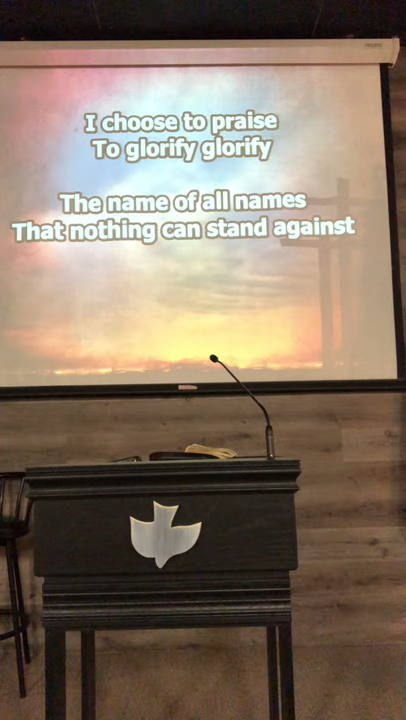 I choose to praise
To glorify glorify
The name of all names
That nothing can stand against